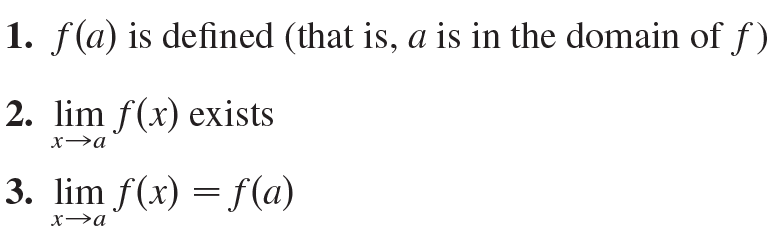 1. f(a) is defined (that is, a is in the domain of f)
2. lim f(x) exists
x→a
3. lim f(x) = f(a)
x→a